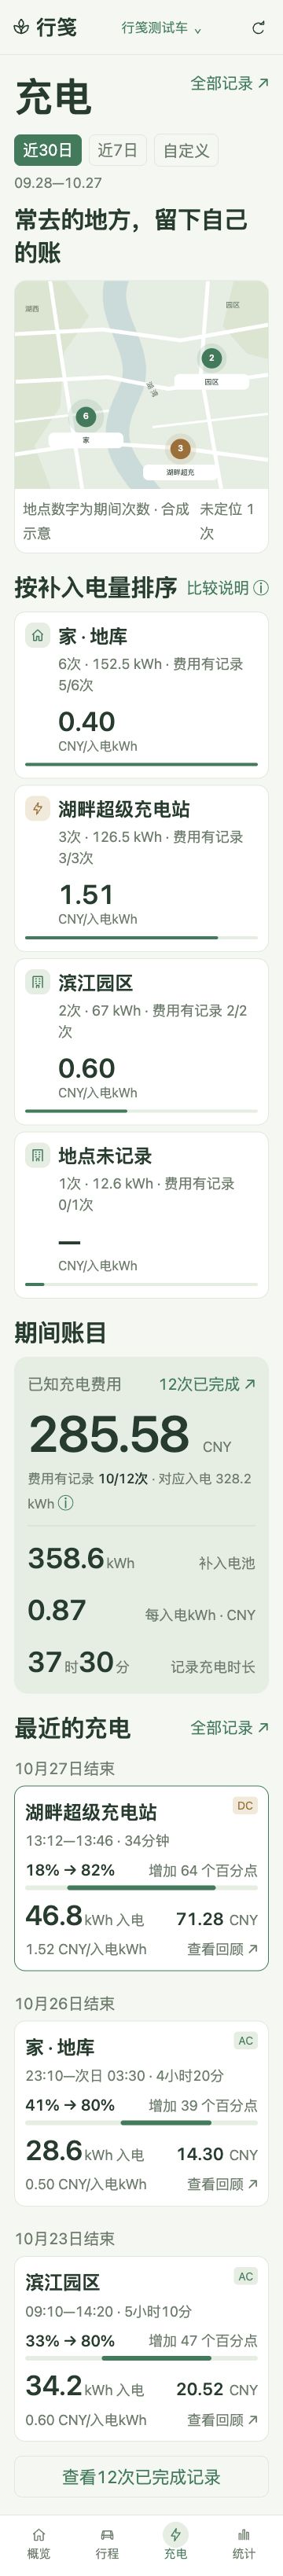 行笺
行笺测试车
充电
全部记录 ↗
近30日
近7日
自定义
09.28—10.27
常去的地方，留下自己
的账
湖西
园区
2
园区
湖湾
6
家
3
湖畔超充
地点数字为期间次数 · 合成
示意
未定位 1
次
按补入电量排序
比较说明 ⓘ
家 · 地库
6次 · 152.5 kWh · 费用有记录
5/6次
0.40
CNY/入电kWh
湖畔超级充电站
3次 · 126.5 kWh · 费用有记录
3/3次
1.51
CNY/入电kWh
滨江园区
2次 · 67 kWh · 费用有记录 2/2
次
0.60
CNY/入电kWh
地点未记录
1次 · 12.6 kWh · 费用有记录
0/1次
—
CNY/入电kWh
期间账目
已知充电费用
12次已完成 ↗
285.58 CNY
费用有记录 10/12次 · 对应入电 328.2
kWh ⓘ
358.6 kWh
补入电池
0.87
每入电kWh · CNY
37时30分
记录充电时长
最近的充电
全部记录 ↗
10月27日结束
湖畔超级充电站
DC
13:12—13:46 · 34分钟
18% → 82%
增加 64 个百分点
46.8 kWh 入电
71.28 CNY
1.52 CNY/入电kWh
查看回顾 ↗
10月26日结束
家 · 地库
AC
23:10—次日 03:30 · 4小时20分
41% → 80%
增加 39 个百分点
28.6 kWh 入电
14.30 CNY
0.50 CNY/入电kWh
查看回顾 ↗
10月23日结束
滨江园区
AC
09:10—14:20 · 5小时10分
33% → 80%
增加 47 个百分点
34.2 kWh 入电
20.52 CNY
0.60 CNY/入电kWh
查看回顾 ↗
查看12次已完成记录
概览
行程
充电
统计